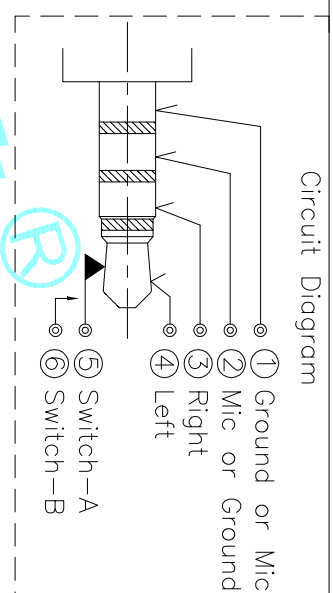 Circuit Diagram
① Ground or Mic
② Mic or Ground
③ Right
④ Left
⑤ Switch-A
⑥ Switch-B
®